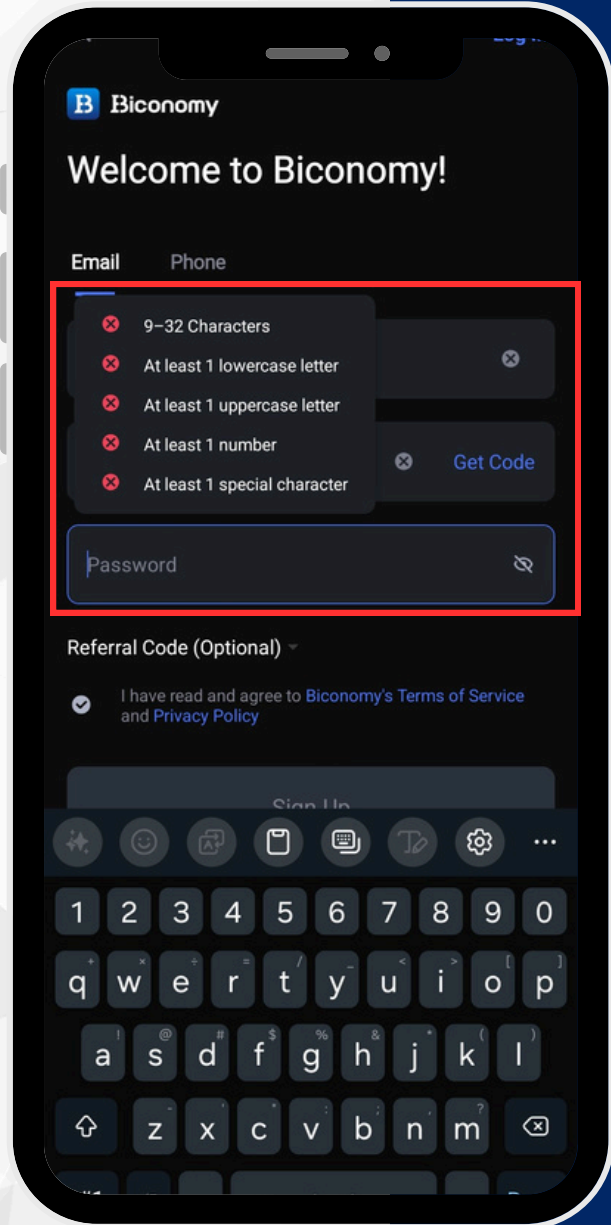 Biconomy
Welcome to Biconomy!
Email Phone
9–32 Characters
At least 1 lowercase letter
At least 1 uppercase letter
At least 1 number
At least 1 special character
Get Code
Password
Referral Code (Optional)
I have read and agree to Biconomy's Terms of Service
and Privacy Policy
Sign Up
1 2 3 4 5 6 7 8 9 0
q w e r t y u i o p
a s d f g h j k l
z x c v b n m